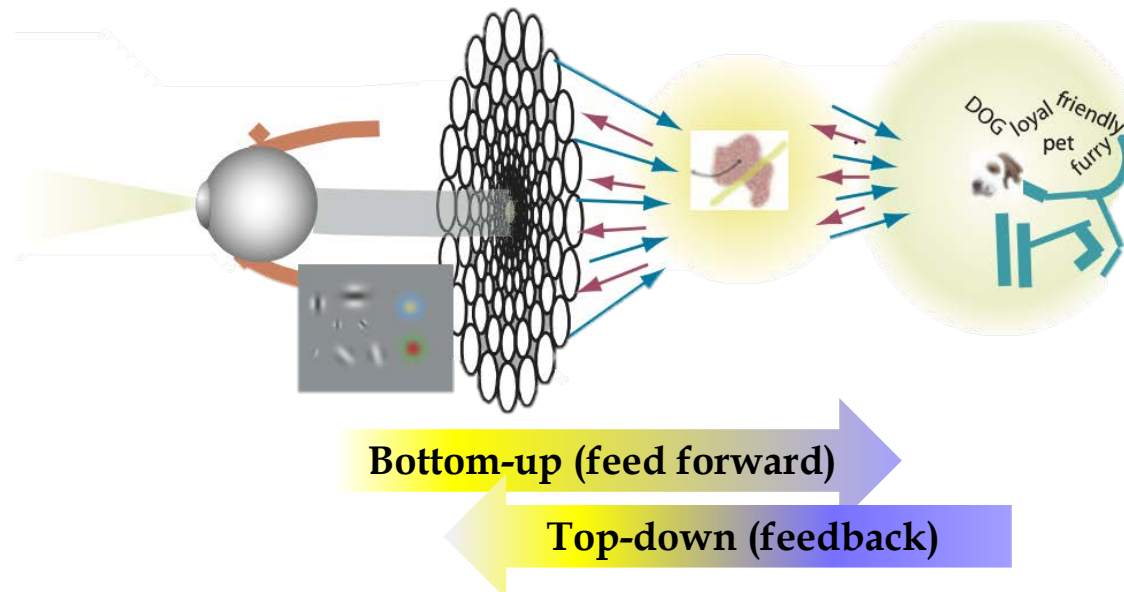 DOG loyal friendly
pet
furry
Bottom-up (feed forward)
Top-down (feedback)